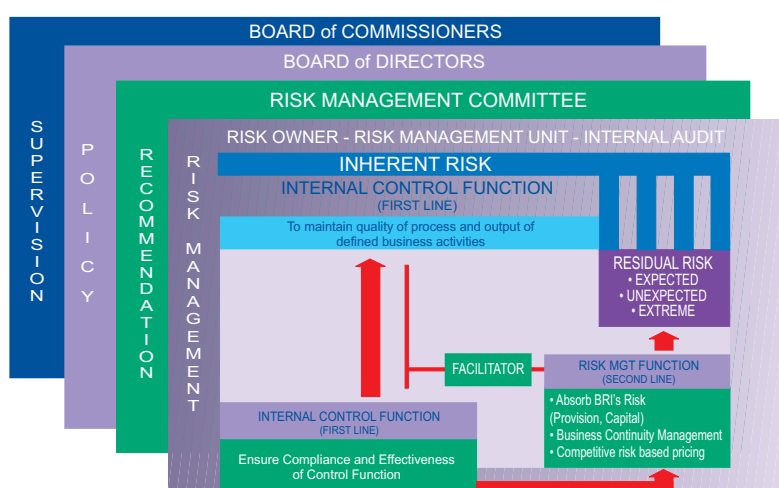 BOARD of COMMISSIONERS
BOARD of DIRECTORS
RISK MANAGEMENT COMMITTEE
RISK OWNER - RISK MANAGEMENT UNIT - INTERNAL AUDIT
SUPERVISION
POLICY
RECOMMENDATION
RISK MANAGEMENT
INHERENT RISK
INTERNAL CONTROL FUNCTION
(FIRST LINE)
To maintain quality of process and output of
defined business activities
RESIDUAL RISK
• EXPECTED
• UNEXPECTED
• EXTREME
FACILITATOR
RISK MGT FUNCTION
(SECOND LINE)
• Absorb BRI's Risk
(Provision, Capital)
• Business Continuity Management
• Competitive risk based pricing
INTERNAL CONTROL FUNCTION
(FIRST LINE)
Ensure Compliance and Effectiveness
of Control Function